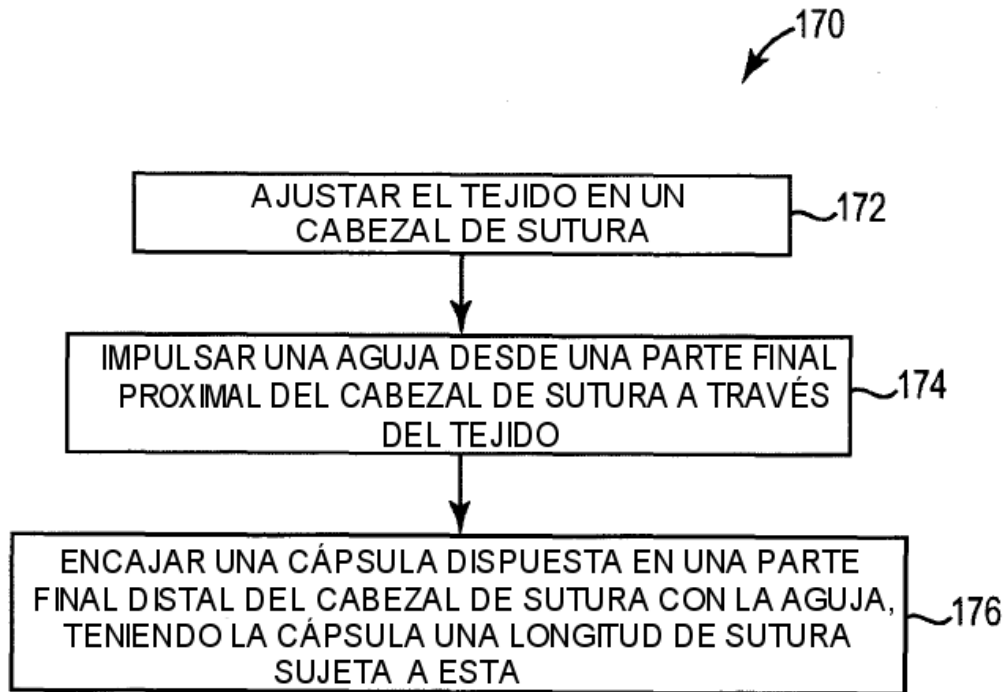 170
AJUSTAR EL TEJIDO EN UN
CABEZAL DE SUTURA
172
IMPULSAR UNA AGUJA DESDE UNA PARTE FINAL
PROXIMAL DEL CABEZAL DE SUTURA A TRAVÉS
DEL TEJIDO
174
ENCAJAR UNA CÁPSULA DISPUESTA EN UNA PARTE
FINAL DISTAL DEL CABEZAL DE SUTURA CON LA AGUJA,
TENIENDO LA CÁPSULA UNA LONGITUD DE SUTURA
SUJETA A ESTA
176